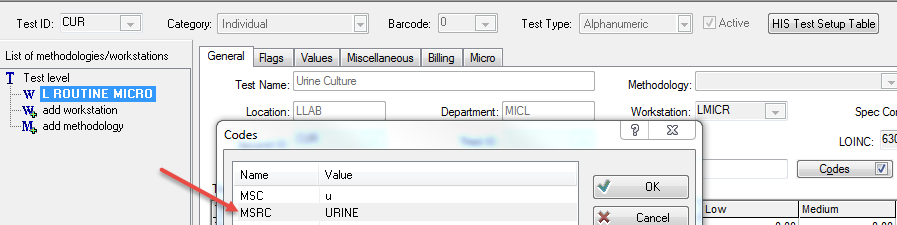 Test ID: CUR Category: Individual Barcode: 0 Test Type: Alphanumeric Active HIS Test Setup Table
List of methodologies/workstations
General Flags Values Miscellaneous Billing Micro
T Test level
W L ROUTINE MICRO
W add workstation
M add methodology
Test Name: Urine Culture Methodology:
Location: LLAB Department: MICL Workstation: LMICR Spec Con
LOINC: 630
Codes
Codes
Name Value
MSC u
MSRC URINE
OK
Cancel
Low Medium